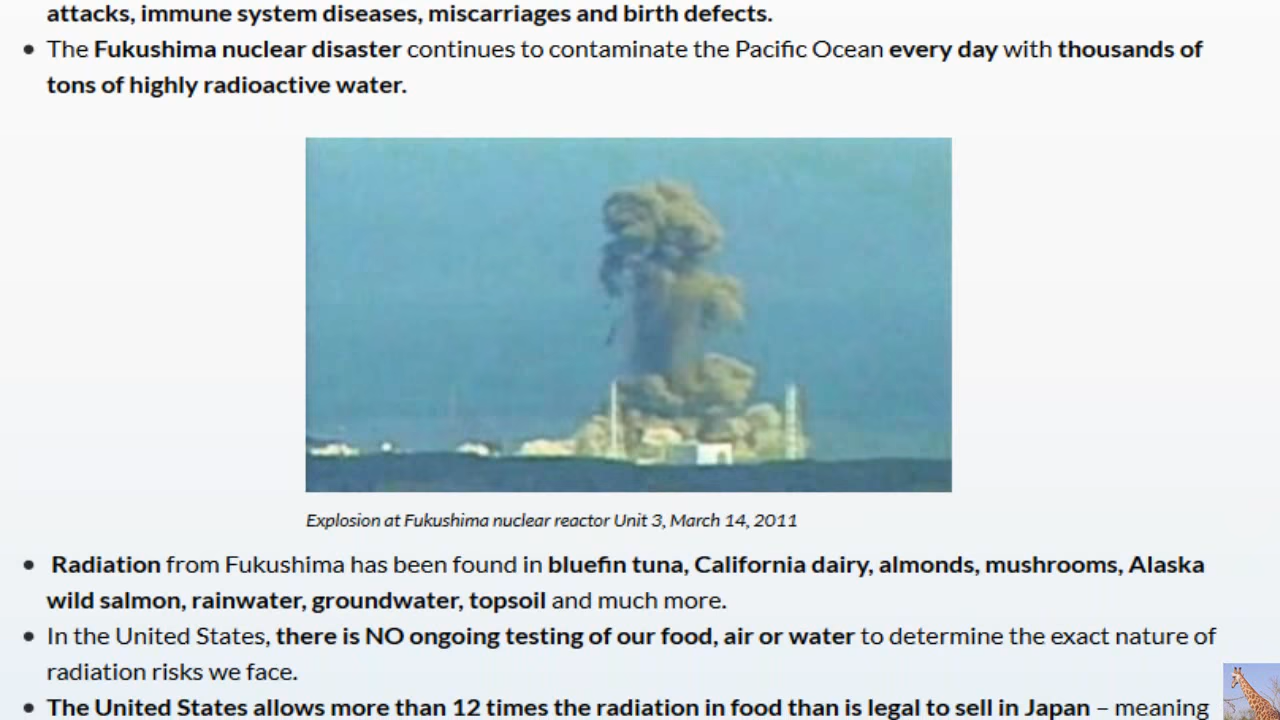 attacks, immune system diseases, miscarriages and birth defects.
• The Fukushima nuclear disaster continues to contaminate the Pacific Ocean every day with thousands of
tons of highly radioactive water.
Explosion at Fukushima nuclear reactor Unit 3, March 14, 2011
• Radiation from Fukushima has been found in bluefin tuna, California dairy, almonds, mushrooms, Alaska
wild salmon, rainwater, groundwater, topsoil and much more.
• In the United States, there is NO ongoing testing of our food, air or water to determine the exact nature of
radiation risks we face.
• The United States allows more than 12 times the radiation in food than is legal to sell in Japan – meaning